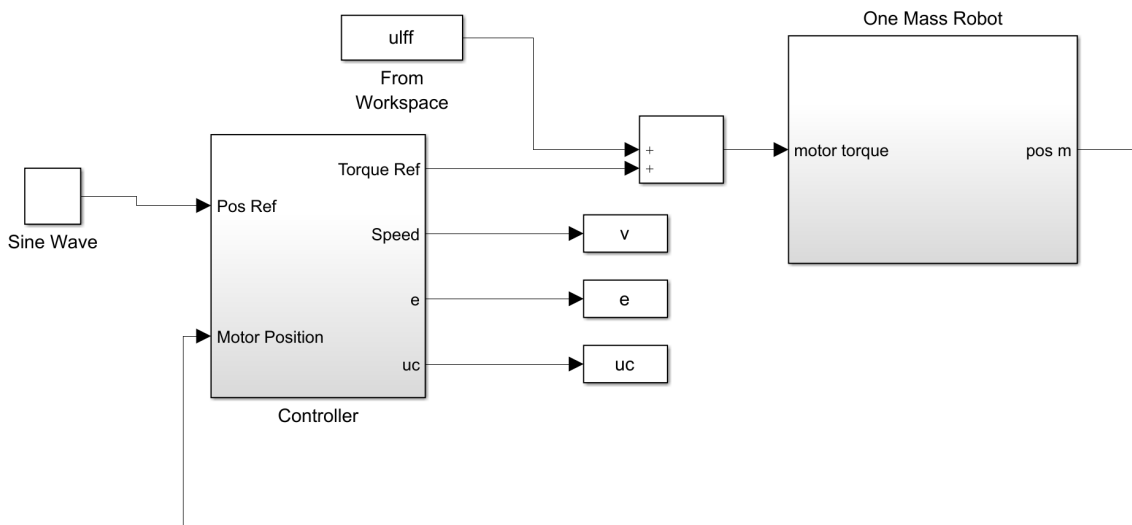 One Mass Robot
ulff
From
Workspace
Torque Ref
+
+
motor torque
pos m
Pos Ref
Sine Wave
Speed
v
e
e
Motor Position
uc
uc
Controller